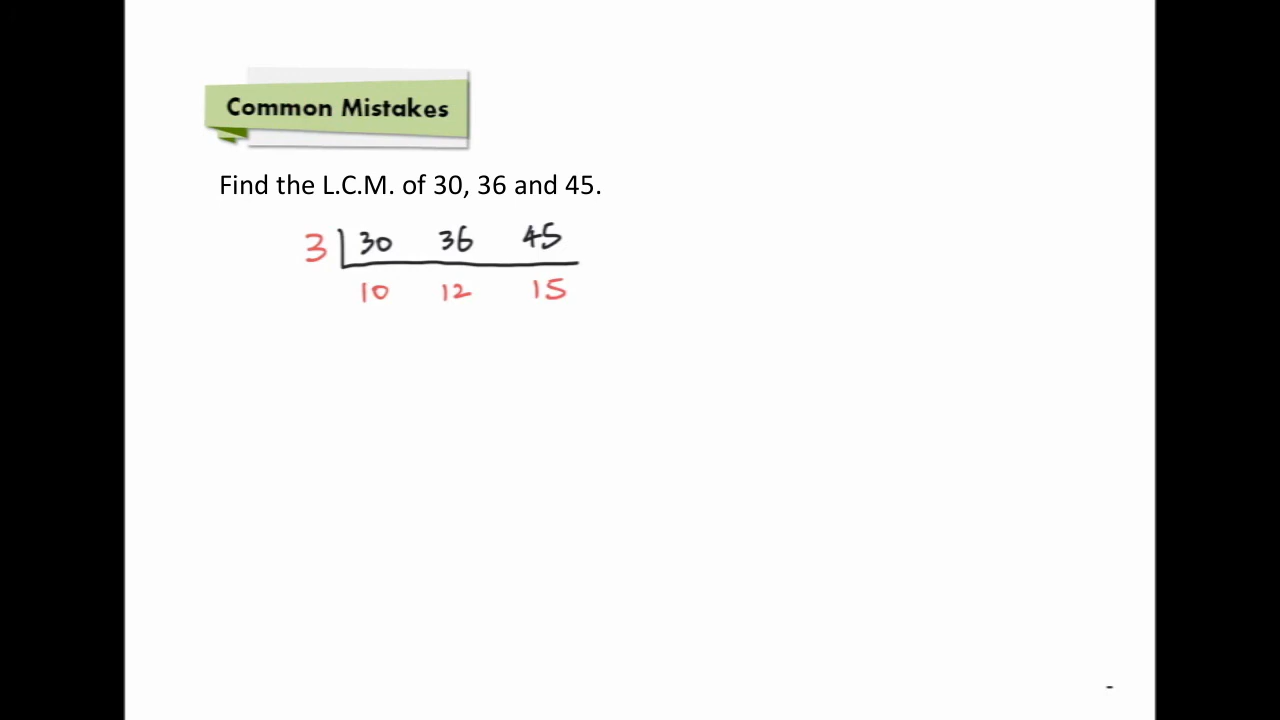 Common Mistakes
Find the L.C.M. of 30, 36 and 45.
3 30 36 45
10 12 15
-